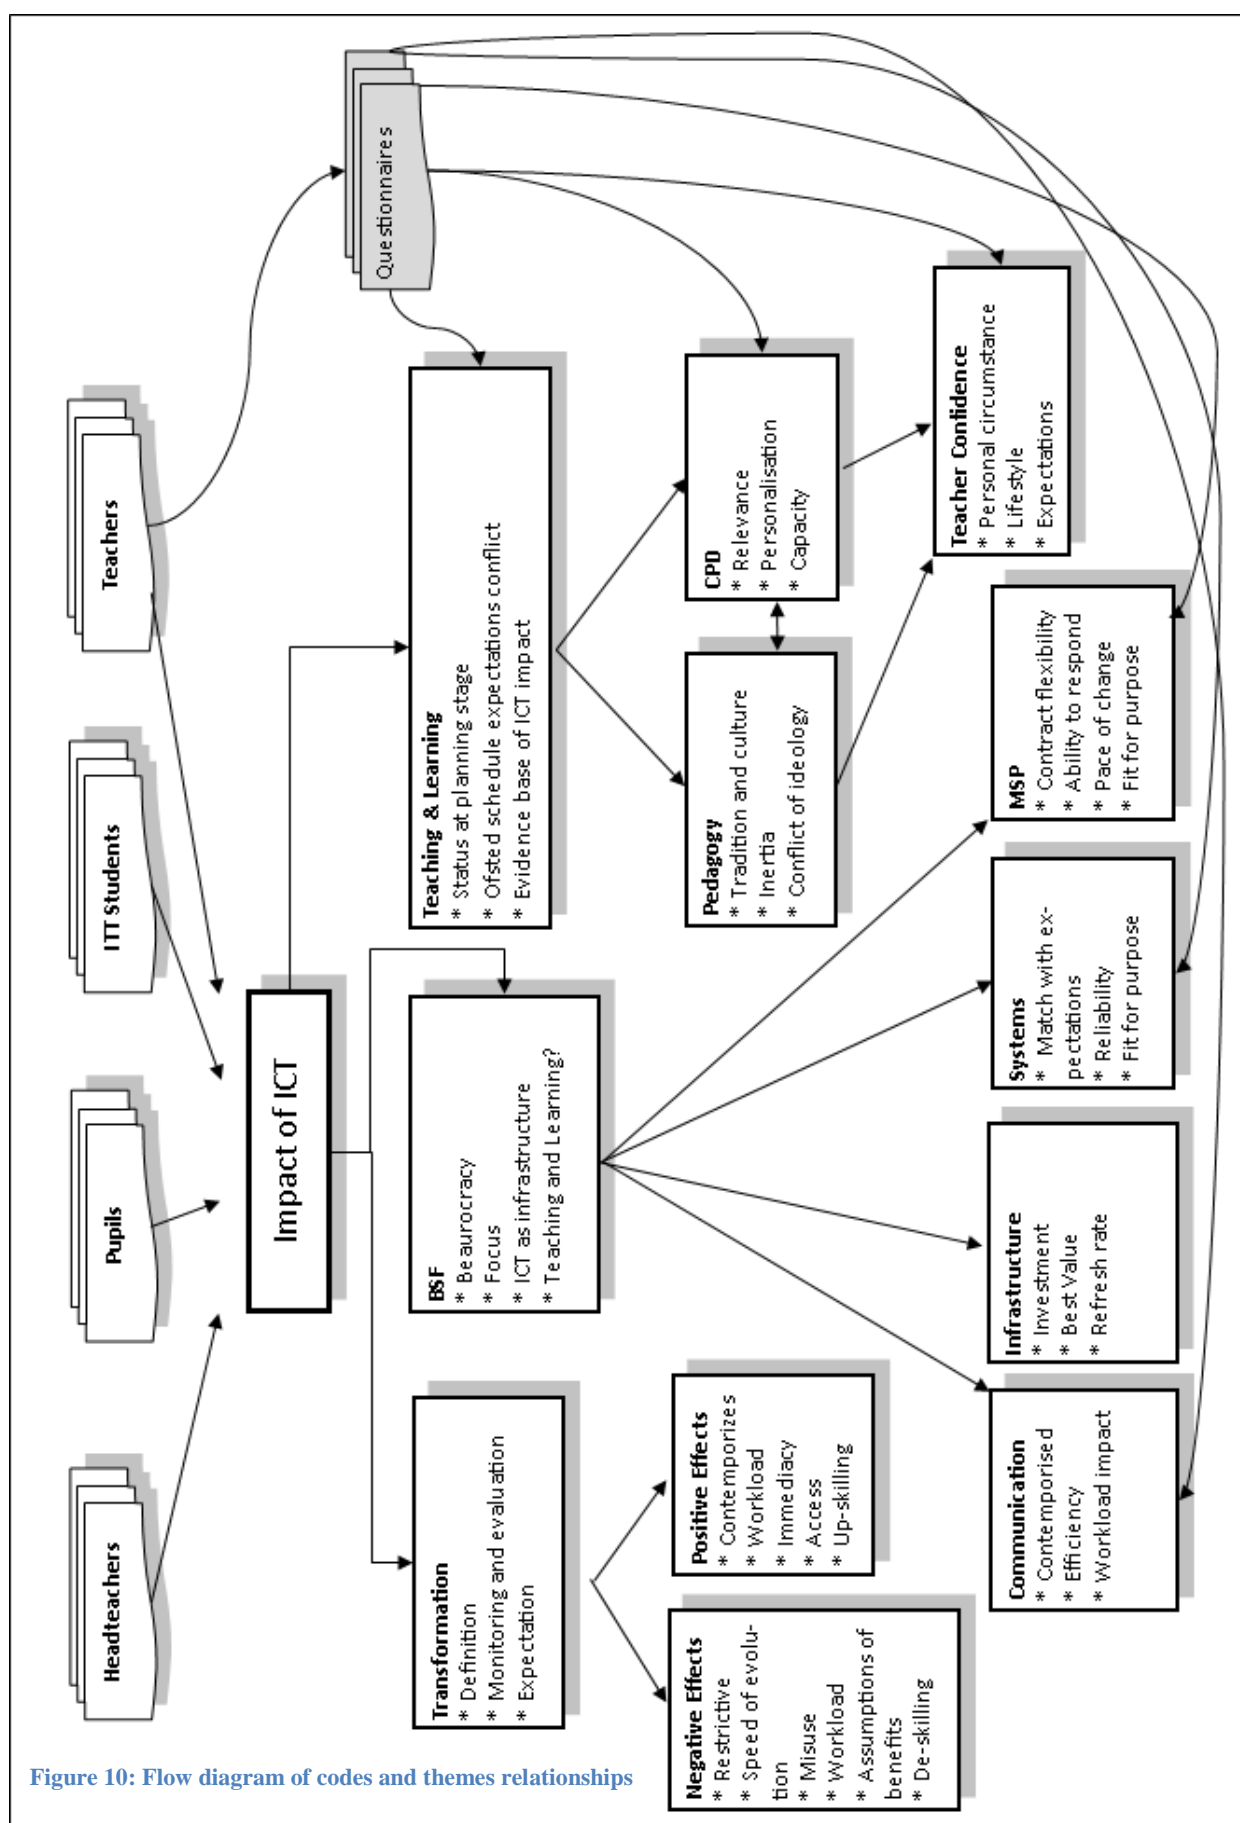 Headteachers
Pupils
ITT Students
Teachers
Questionnaires
Impact of ICT
Transformation
* Definition
* Monitoring and evaluation
* Expectation
BSF
* Beaurocracy
* Focus
* ICT as infrastructure
* Teaching and Learning?
Teaching & Learning
* Status at planning stage
* Ofsted schedule expectations conflict
* Evidence base of ICT impact
Negative Effects
* Restrictive
* Speed of evolu-
tion
* Misuse
* Workload
* Assumptions of
benefits
* De-skilling
Positive Effects
* Contemporizes
* Workload
* Immediacy
* Access
* Up-skilling
Pedagogy
* Tradition and culture
* Inertia
* Conflict of ideology
CPD
* Relevance
* Personalisation
* Capacity
Teacher Confidence
* Personal circumstance
* Lifestyle
* Expectations
Communication
* Contemporised
* Efficiency
* Workload impact
Infrastructure
* Investment
* Best Value
* Refresh rate
Systems
* Match with ex-
pectations
* Reliability
* Fit for purpose
MSP
* Contract flexibility
* Ability to respond
* Pace of change
* Fit for purpose
Figure 10: Flow diagram of codes and themes relationships